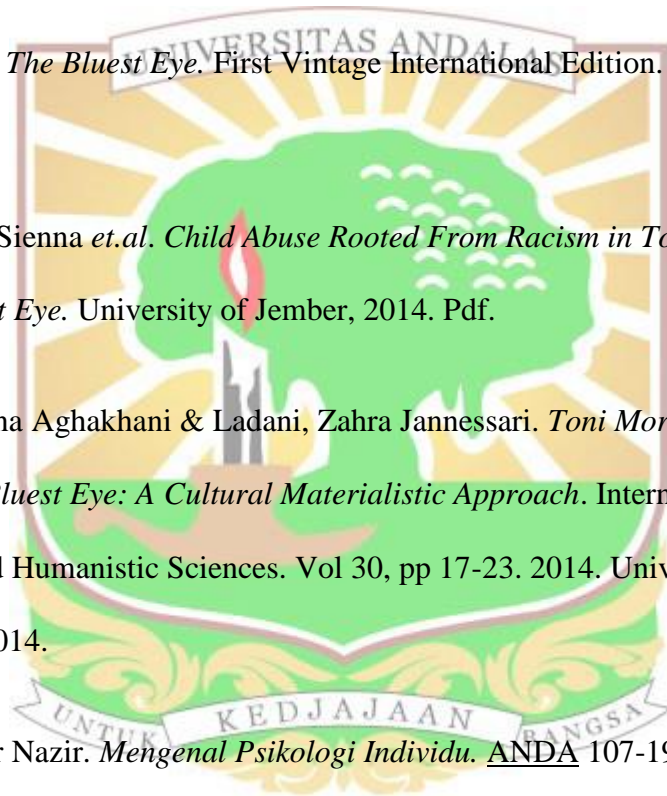 UNIVERSITAS ANDALAS
The Bluest Eye. First Vintage International Edition.
Sienna et.al. Child Abuse Rooted From Racism in To
t Eye. University of Jember, 2014. Pdf.
na Aghakhani & Ladani, Zahra Jannessari. Toni Mor
Bluest Eye: A Cultural Materialistic Approach. Intern
d Humanistic Sciences. Vol 30, pp 17-23. 2014. Univ
014.
UNTUK KEDJAJAAN BANGSA
r Nazir. Mengenal Psikologi Individu. ANDA 107-19